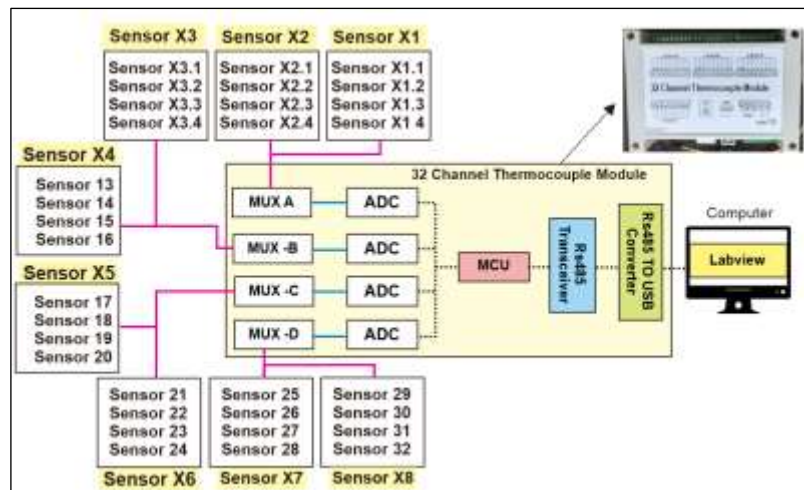 Sensor X3
Sensor X2
Sensor X1
Sensor X3.1
Sensor X3.2
Sensor X3.3
Sensor X3.4
Sensor X2.1
Sensor X2.2
Sensor X2.3
Sensor X2.4
Sensor X1.1
Sensor X1.2
Sensor X1.3
Sensor X1 4
32 Channel Thermocouple Module
Sensor X4
Sensor 13
Sensor 14
Sensor 15
Sensor 16
32 Channel Thermocouple Module
MUX A
ADC
MUX -B
ADC
MUX -C
ADC
MUX -D
ADC
MCU
Rs485
Transceiver
Rs485 TO USB
Converter
Computer
Labview
Sensor X5
Sensor 17
Sensor 18
Sensor 19
Sensor 20
Sensor 21
Sensor 22
Sensor 23
Sensor 24
Sensor 25
Sensor 26
Sensor 27
Sensor 28
Sensor 29
Sensor 30
Sensor 31
Sensor 32
Sensor X6
Sensor X7
Sensor X8